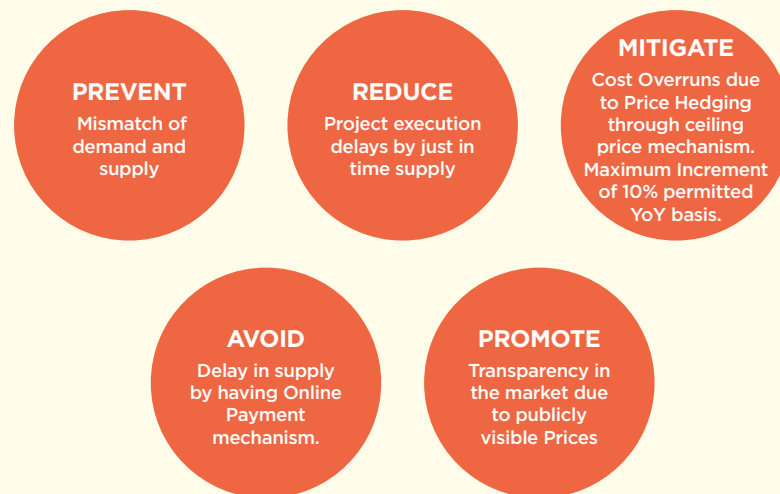 PREVENT
Mismatch of
demand and
supply
REDUCE
Project execution
delays by just in
time supply
MITIGATE
Cost Overruns due
to Price Hedging
through ceiling
price mechanism.
Maximum Increment
of 10% permitted
YoY basis.
AVOID
Delay in supply
by having Online
Payment
mechanism.
PROMOTE
Transparency in
the market due
to publicly
visible Prices